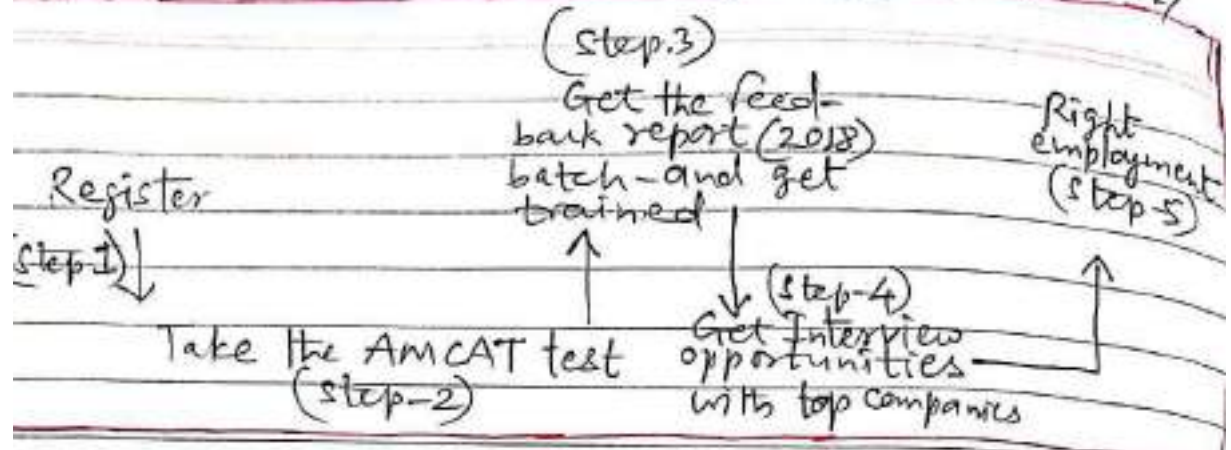 Register
(step-1)
Take the AMCAT test
(step-2)
(step.3)
Get the feed-
back report (2018)
batch-and get
trained
(step-4)
Get Interview
opportunities
with top companies
Right
employment
(step-5)